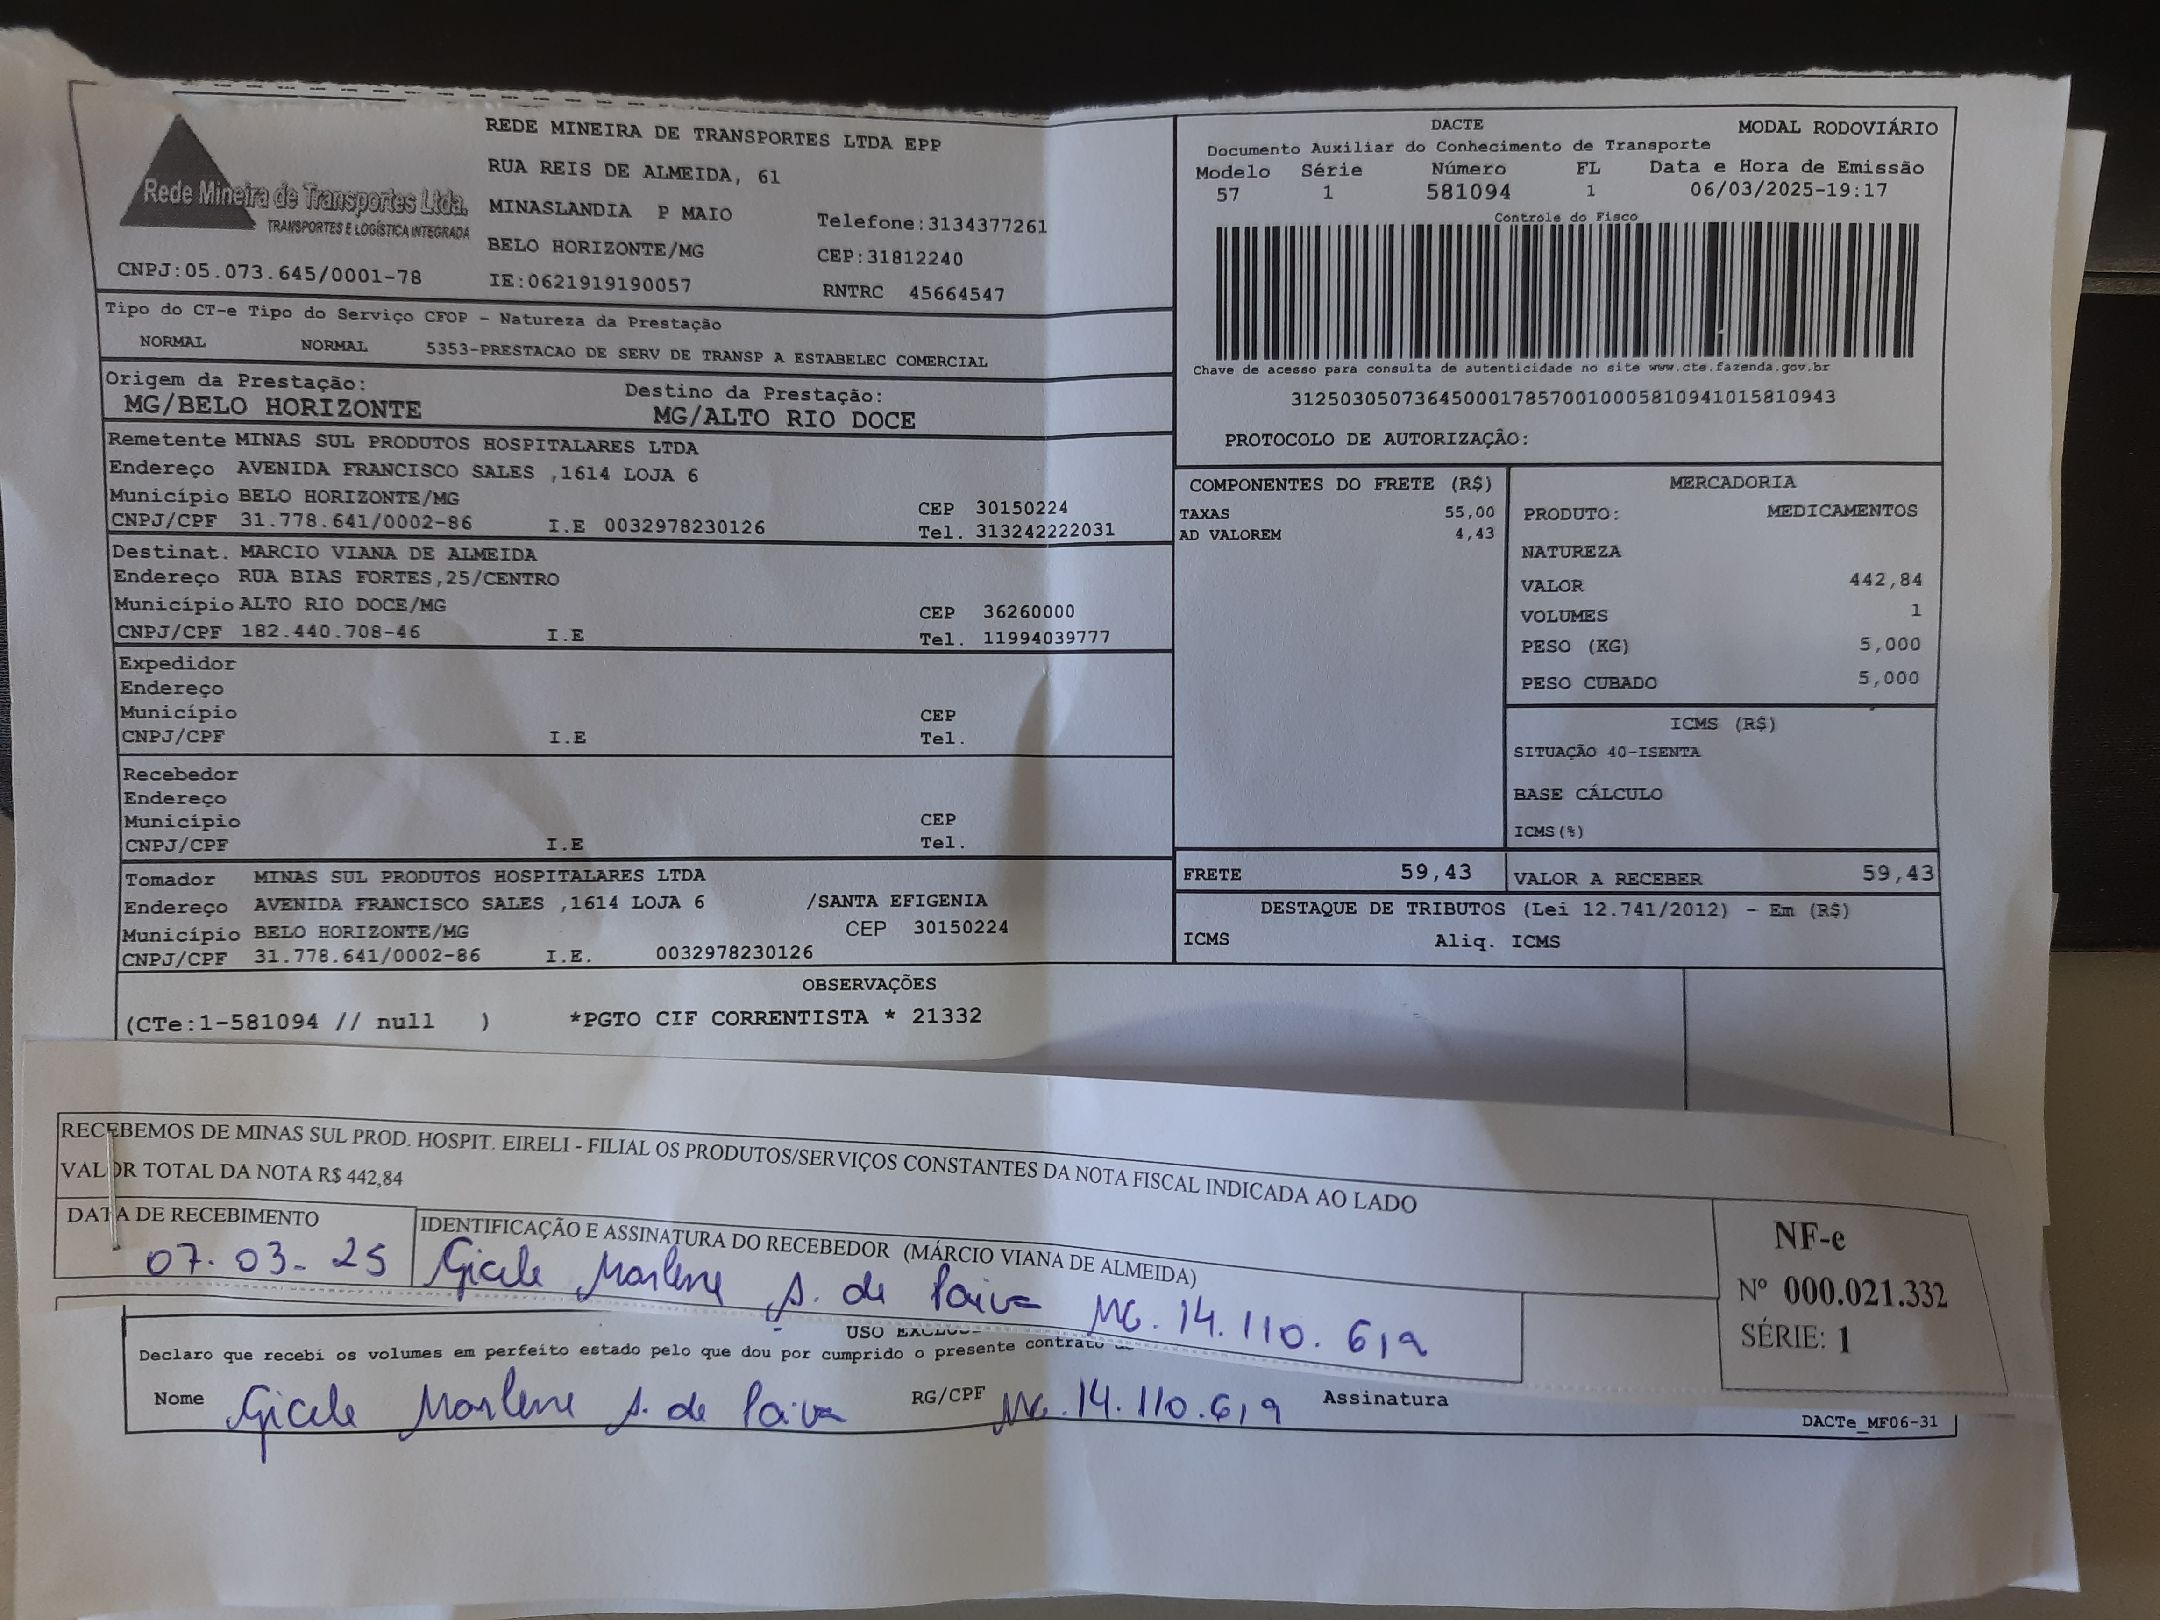 REDE MINEIRA DE TRANSPORTES LTDA EPP
RUA REIS DE ALMEIDA, 61
MINASLANDIA P MAIO Telefone:3134377261
BELO HORIZONTE/MG CEP:31812240
IE:0621919190057 RNTRC 45664547
Rede Mineira de Transportes Ltda.
TRANSPORTES E LOGÍSTICA INTEGRADA
CNPJ:05.073.645/0001-78
DACTE MODAL RODOVIÁRIO
Documento Auxiliar do Conhecimento de Transporte
Modelo Série Número FL Data e Hora de Emissão
57 1 581094 1 06/03/2025-19:17
Controle do Fisco
Chave de acesso para consulta de autenticidade no site www.cte.fazenda.gov.br
31250305073645000178570010005810941015810943
PROTOCOLO DE AUTORIZAÇÃO:
Tipo do CT-e Tipo do Serviço CFOP - Natureza da Prestação
NORMAL NORMAL 5353-PRESTACAO DE SERV DE TRANSP A ESTABELEC COMERCIAL
Origem da Prestação: Destino da Prestação:
MG/BELO HORIZONTE MG/ALTO RIO DOCE
Remetente MINAS SUL PRODUTOS HOSPITALARES LTDA
Endereço AVENIDA FRANCISCO SALES ,1614 LOJA 6
Município BELO HORIZONTE/MG CEP 30150224
CNPJ/CPF 31.778.641/0002-86 I.E 0032978230126 Tel. 313242222031
Destinat. MARCIO VIANA DE ALMEIDA
Endereço RUA BIAS FORTES,25/CENTRO
Município ALTO RIO DOCE/MG CEP 36260000
CNPJ/CPF 182.440.708-46 I.E Tel. 11994039777
Expedidor
Endereço
Município CEP
CNPJ/CPF I.E Tel.
Recebedor
Endereço
Município CEP
CNPJ/CPF I.E Tel.
Tomador MINAS SUL PRODUTOS HOSPITALARES LTDA
Endereço AVENIDA FRANCISCO SALES ,1614 LOJA 6 /SANTA EFIGENIA
Município BELO HORIZONTE/MG CEP 30150224
CNPJ/CPF 31.778.641/0002-86 I.E. 0032978230126
COMPONENTES DO FRETE (R$)
TAXAS 55,00
AD VALOREM 4,43
MERCADORIA
PRODUTO: MEDICAMENTOS
NATUREZA
VALOR 442,84
VOLUMES 1
PESO (KG) 5,000
PESO CUBADO 5,000
ICMS (R$)
SITUAÇÃO 40-ISENTA
BASE CÁLCULO
ICMS(%)
FRETE 59,43 VALOR A RECEBER 59,43
DESTAQUE DE TRIBUTOS (Lei 12.741/2012) - Em (R$)
ICMS Aliq. ICMS
OBSERVAÇÕES
(CTe:1-581094 // null ) *PGTO CIF CORRENTISTA * 21332
RECEBEMOS DE MINAS SUL PROD. HOSPIT. EIRELI - FILIAL OS PRODUTOS/SERVIÇOS CONSTANTES DA NOTA FISCAL INDICADA AO LADO
VALOR TOTAL DA NOTA R$ 442,84
DATA DE RECEBIMENTO IDENTIFICAÇÃO E ASSINATURA DO RECEBEDOR (MÁRCIO VIANA DE ALMEIDA)
07.03.25 Gicele Marlene S. de Paiva MG.14.110.619
NF-e
Nº 000.021.332
SÉRIE: 1
USO
Declaro que recebi os volumes em perfeito estado pelo que dou por cumprido o presente contrato
Nome Gicele Marlene S. de Paiva RG/CPF MG.14.110.619 Assinatura
DACTe_MF06-31